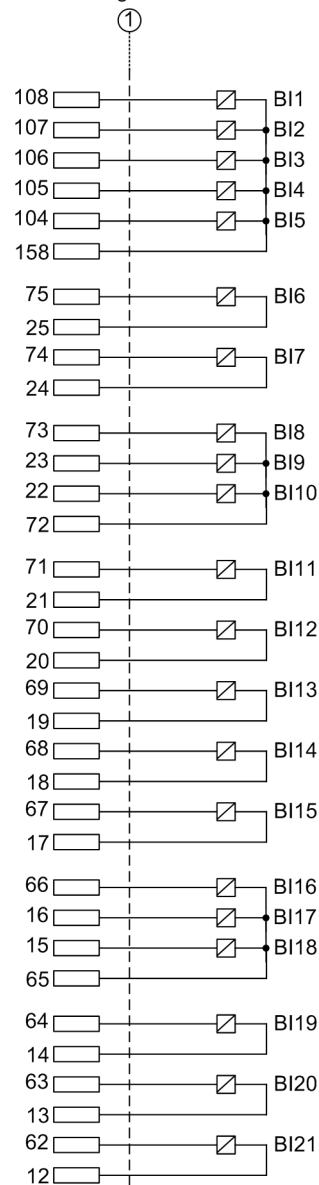 1
108 BI1
107 BI2
106 BI3
105 BI4
104 BI5
158
75 BI6
25
74 BI7
24
73 BI8
23 BI9
22 BI10
72
71 BI11
21
70 BI12
20
69 BI13
19
68 BI14
18
67 BI15
17
66 BI16
16 BI17
15 BI18
65
64 BI19
14
63 BI20
13
62 BI21
12